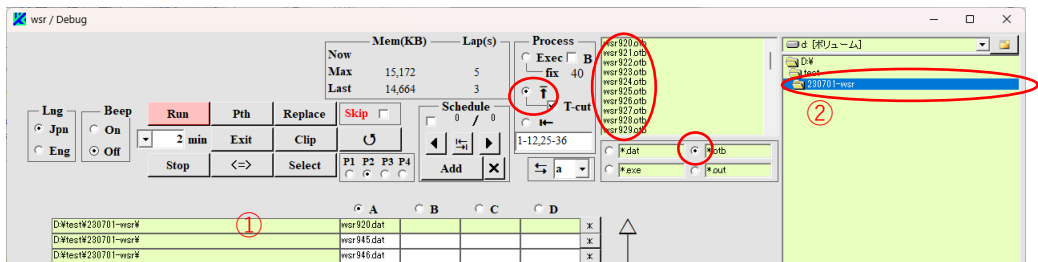 wsr / Debug
Mem(KB) Lap(s)
Now
Max 15,172 5
Last 14,664 3
Process
Exec B
fix 40
T-cut
1-12,25-36
a
wsr920.otb
wsr921.otb
wsr922.otb
wsr923.otb
wsr924.otb
wsr925.otb
wsr926.otb
wsr927.otb
wsr928.otb
wsr929.otb
*.dat *.otb
*.exe *.out
d [ボリューム]
D:¥
test
230701-wsr
②
Lng Beep
Jpn On
Eng Off
Run Pth Replace Skip
2 min Exit Clip
Stop <=> Select
P1 P2 P3 P4
Schedule
0 / 0
Add
A B C D
①
D:¥test¥230701-wsr¥ wsr920.dat *
D:¥test¥230701-wsr¥ wsr945.dat *
D:¥test¥230701-wsr¥ wsr946.dat *